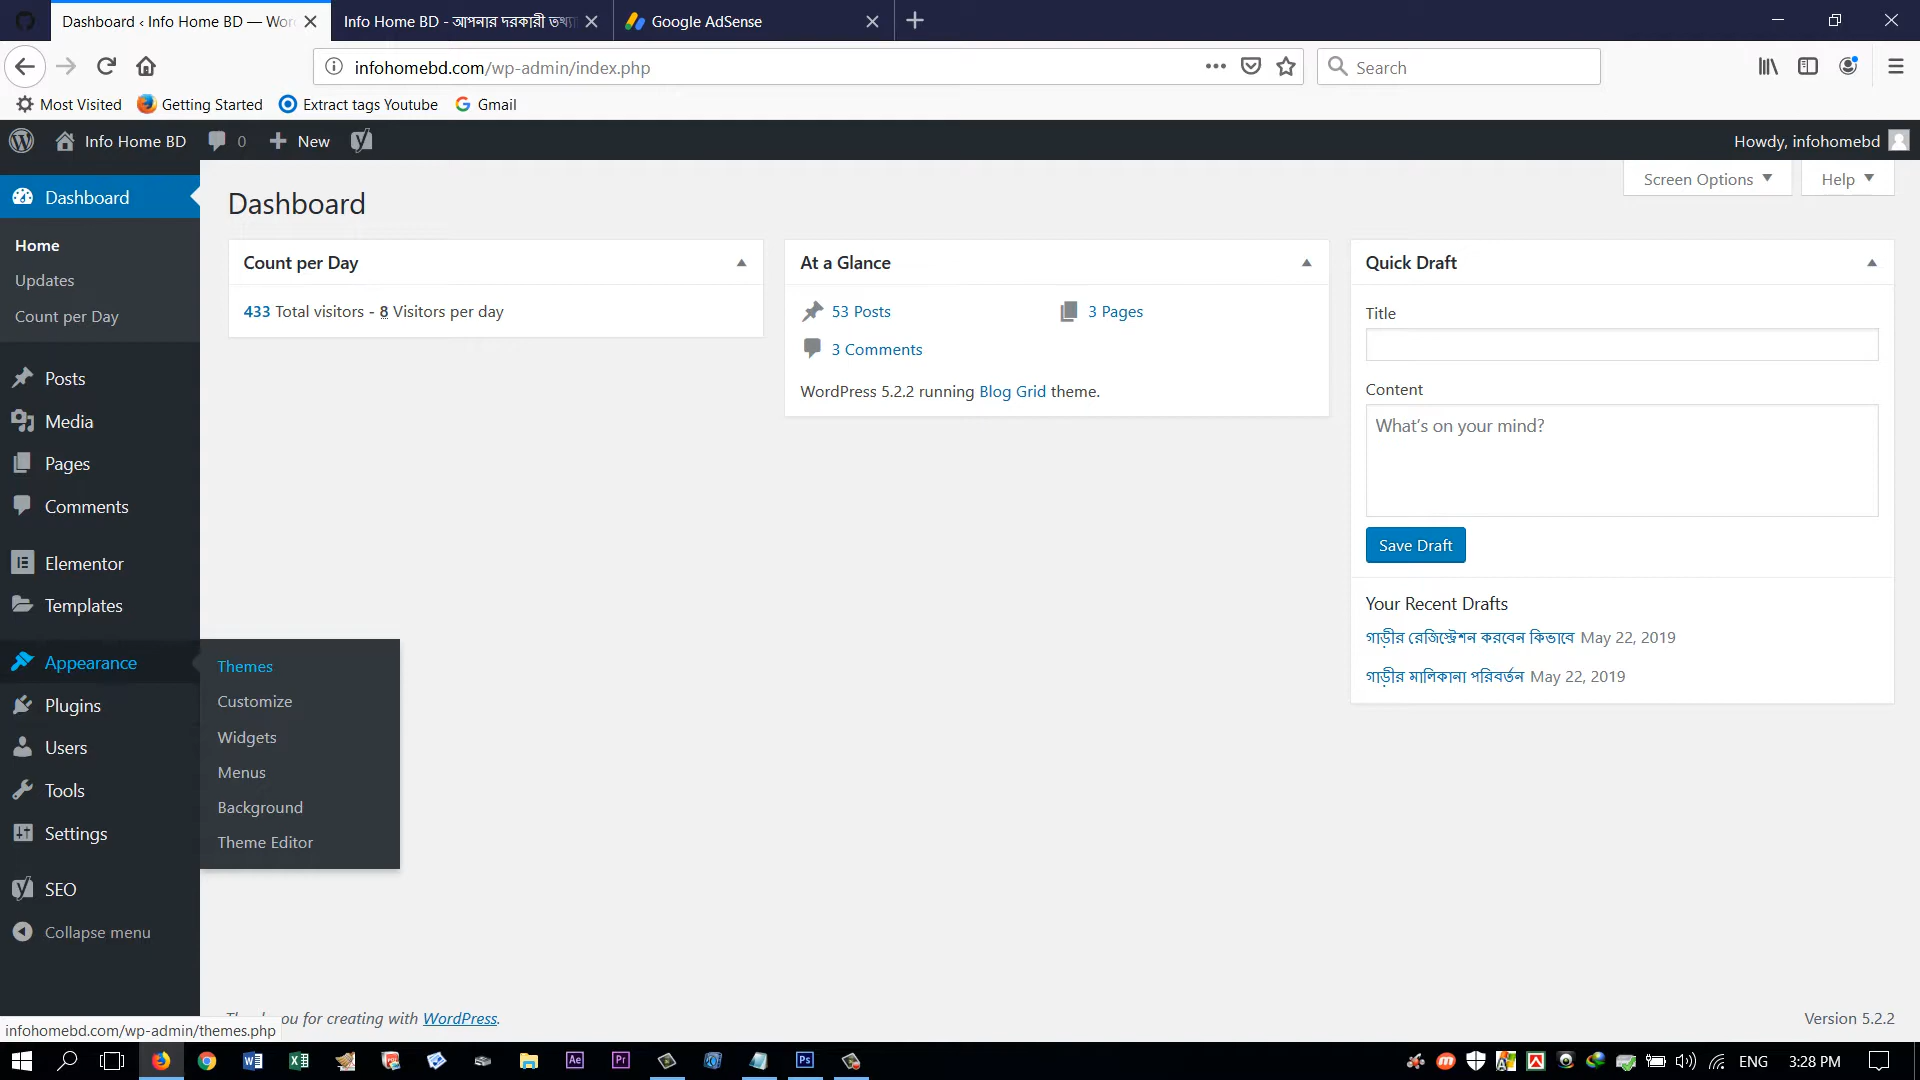 Dashboard ‹ Info Home BD — Wor
Info Home BD - আপনার দরকারী তথ্য
Google AdSense
infohomebd.com/wp-admin/index.php
Search
Most Visited
Getting Started
Extract tags Youtube
Gmail
Info Home BD
0
New
Howdy, infohomebd
Screen Options
Help
Dashboard
Home
Updates
Count per Day
Posts
Media
Pages
Comments
Elementor
Templates
Appearance
Plugins
Users
Tools
Settings
SEO
Collapse menu
Themes
Customize
Widgets
Menus
Background
Theme Editor
Dashboard
Count per Day
433 Total visitors - 8 Visitors per day
At a Glance
53 Posts
3 Pages
3 Comments
WordPress 5.2.2 running Blog Grid theme.
Quick Draft
Title
Content
What's on your mind?
Save Draft
Your Recent Drafts
গাড়ীর রেজিস্ট্রেশন করবেন কিভাবে May 22, 2019
গাড়ীর মালিকানা পরিবর্তন May 22, 2019
you for creating with WordPress.
Version 5.2.2
infohomebd.com/wp-admin/themes.php
ENG
3:28 PM